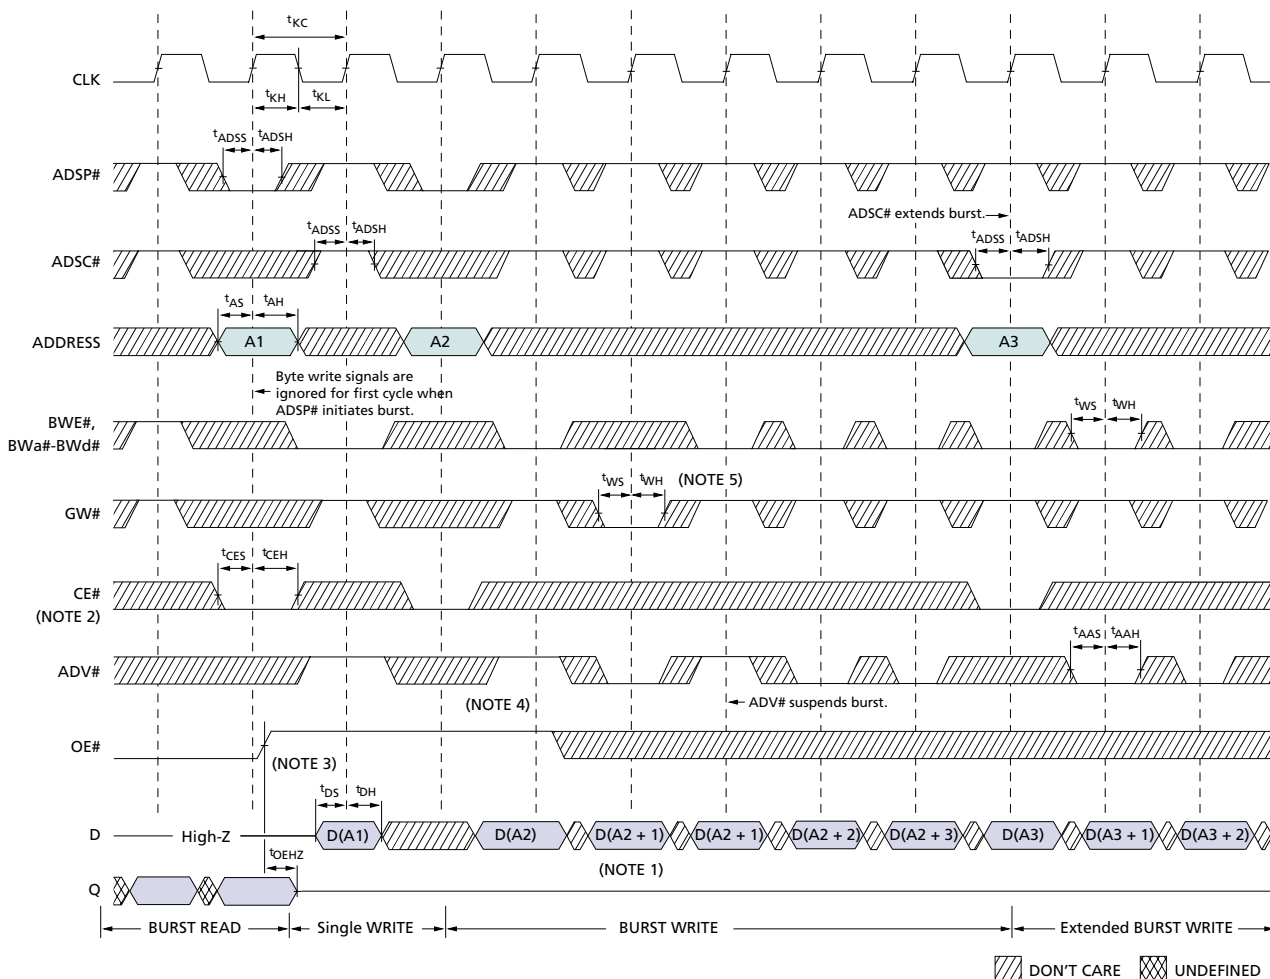 tKC
CLK
tKH
tKL
tADSS
tADSH
ADSP#
ADSC# extends burst.
tADSS
tADSH
tADSS
tADSH
ADSC#
tAS
tAH
ADDRESS
A1
A2
A3
Byte write signals are
ignored for first cycle when
ADSP# initiates burst.
BWE#,
BWa#-BWd#
tWS
tWH
tWS
tWH
(NOTE 5)
GW#
tCES
tCEH
CE#
(NOTE 2)
tAAS
tAAH
ADV#
(NOTE 4)
ADV# suspends burst.
OE#
(NOTE 3)
tDS
tDH
D
High-Z
D(A1)
D(A2)
D(A2 + 1)
D(A2 + 1)
D(A2 + 2)
D(A2 + 3)
D(A3)
D(A3 + 1)
D(A3 + 2)
tOEHZ
(NOTE 1)
Q
BURST READ
Single WRITE
BURST WRITE
Extended BURST WRITE
DON'T CARE
UNDEFINED